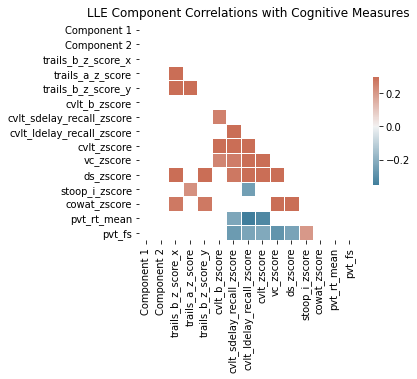 LLE Component Correlations with Cognitive Measures
Component 1
Component 2
trails_b_z_score_x
trails_a_z_score
trails_b_z_score_y
cvlt_b_zscore
cvlt_sdelay_recall_zscore
cvlt_ldelay_recall_zscore
cvlt_zscore
vc_zscore
ds_zscore
stoop_i_zscore
cowat_zscore
pvt_rt_mean
pvt_fs
0.2
0.0
−0.2
Component 1
Component 2
trails_b_z_score_x
trails_a_z_score
trails_b_z_score_y
cvlt_b_zscore
cvlt_sdelay_recall_zscore
cvlt_ldelay_recall_zscore
cvlt_zscore
vc_zscore
ds_zscore
stoop_i_zscore
cowat_zscore
pvt_rt_mean
pvt_fs